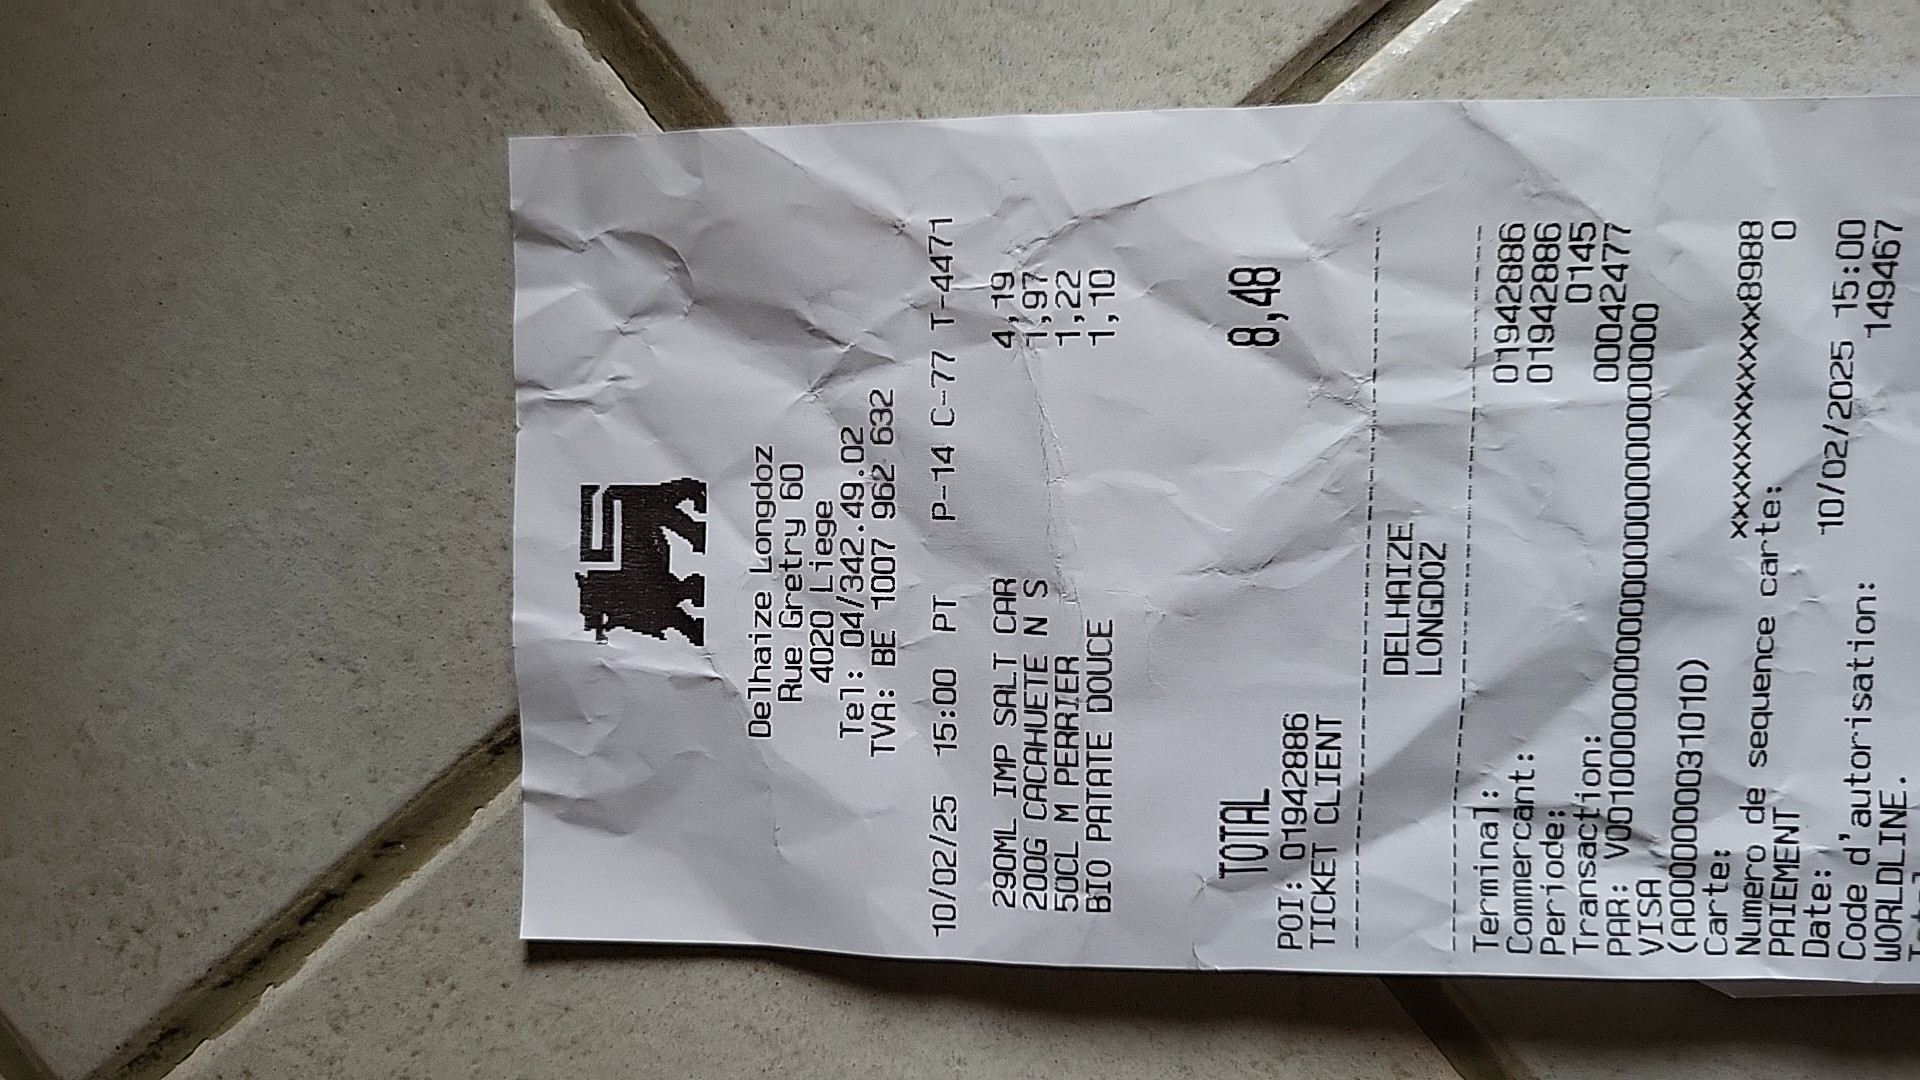 Delhaize Longdoz
Rue Gretry 60
4020 Liege
Tel: 04/342.49.02
TVA: BE 1007 962 632
10/02/25 15:00 PT P-14 C-77 T-4471
290ML IMP SALT CAR 4,19
200G CACAHUETE N S 1,97
50CL M PERRIER 1,22
BIO PATATE DOUCE 1,10
TOTAL 8,48
POI: 01942886
TICKET CLIENT
DELHAIZE
LONGDOZ
Terminal: 01942886
Commercant: 01942886
Periode: 0145
Transaction: 00042477
PAR:
VISA
(A0000000031010)
Carte: xxxxxxxxxxxxxxx8988
Numero de sequence carte: 0
PAIEMENT
Date: 10/02/2025 15:00
Code d'autorisation: 149467
WORLDLINE.